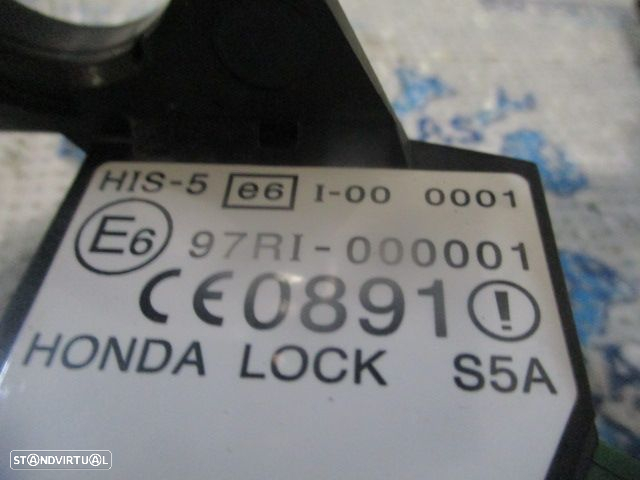 HIS-5 e6 I-00 0001
E6 97RI-000001
CE0891 !
HONDA LOCK S5A
STANDVIRTUAL